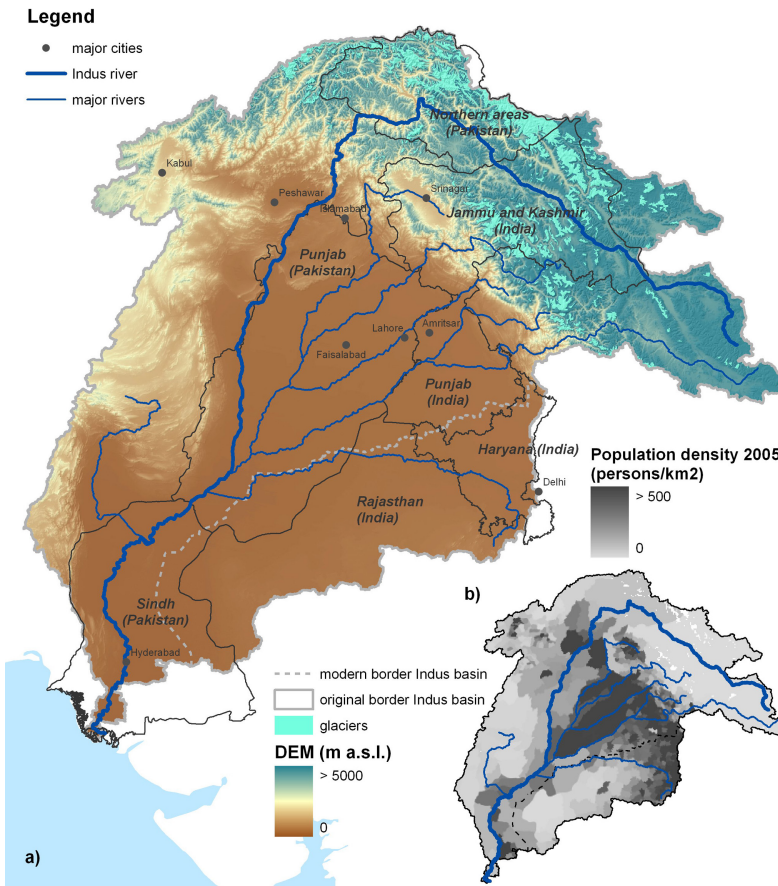 Legend
major cities
Indus river
major rivers
Northern areas
(Pakistan)
Kabul
Peshawar
Srinagar
Islamabad
Jammu and Kashmir
(India)
Punjab
(Pakistan)
Lahore
Amritsar
Faisalabad
Punjab
(India)
Haryana (India)
Population density 2005
(persons/km2)
> 500
0
Delhi
Rajasthan
(India)
b)
Sindh
(Pakistan)
Hyderabad
modern border Indus basin
original border Indus basin
glaciers
DEM (m a.s.l.)
> 5000
0
a)